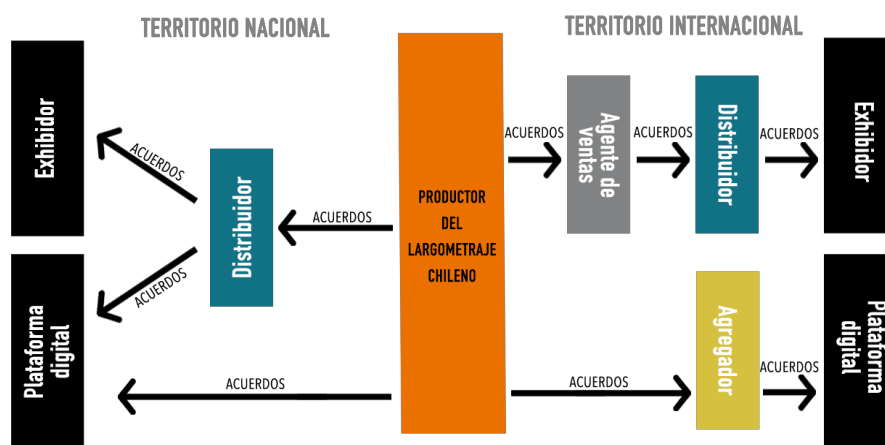 TERRITORIO NACIONAL
TERRITORIO INTERNACIONAL
Exhibidor
ACUERDOS
Distribuidor
ACUERDOS
ACUERDOS
Plataforma
digital
ACUERDOS
PRODUCTOR
DEL
LARGOMETRAJE
CHILENO
ACUERDOS
Agente de
ventas
ACUERDOS
Distribuidor
ACUERDOS
Exhibidor
ACUERDOS
Agregador
ACUERDOS
Plataforma
digital